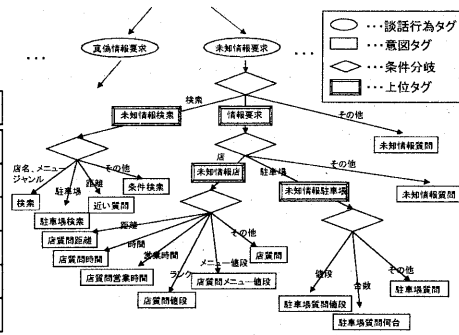 …談話行為タグ
…意図タグ
…条件分岐
…上位タグ
…
真偽情報要求
未知情報要求
…
検索
その他
未知情報検索
情報要求
未知情報質問
店
駐車場
その他
店名、メニュー
ジャンル
駐車場
距離
その他
未知情報店
未知情報駐車場
未知情報質問
検索
近い質問
条件検索
駐車場検索
距離
時間
営業時間
ランク
メニュー値段
その他
店質問距離
店質問
店質問時間
店質問営業時間
店質問メニュー値段
店質問値段
値段
台数
その他
駐車場質問値段
駐車場質問
駐車場質問何台